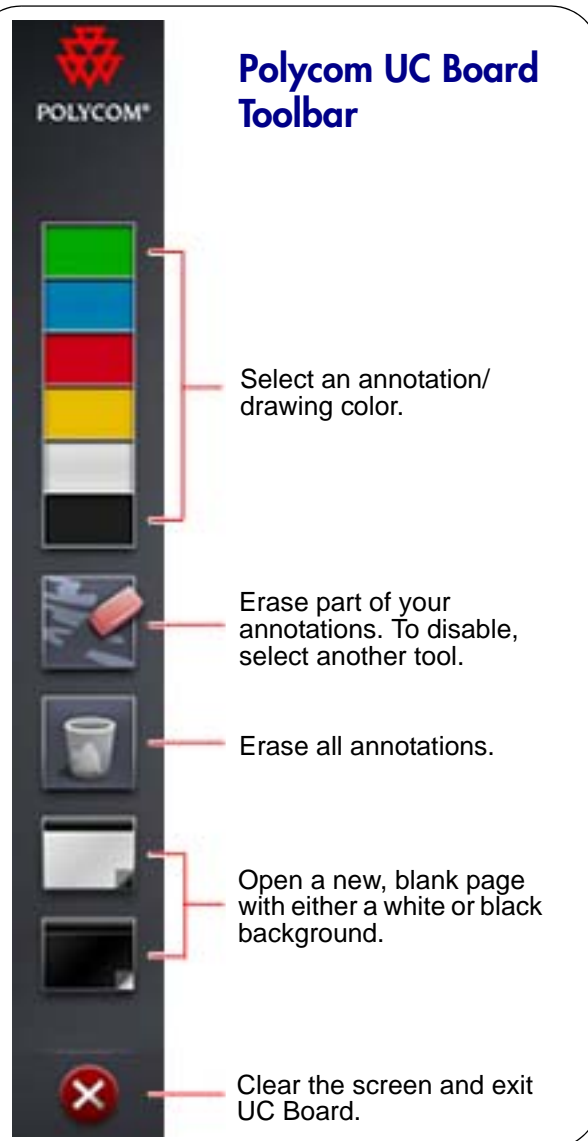 POLYCOM®
Polycom UC Board
Toolbar
Select an annotation/
drawing color.
Erase part of your
annotations. To disable,
select another tool.
Erase all annotations.
Open a new, blank page
with either a white or black
background.
Clear the screen and exit
UC Board.